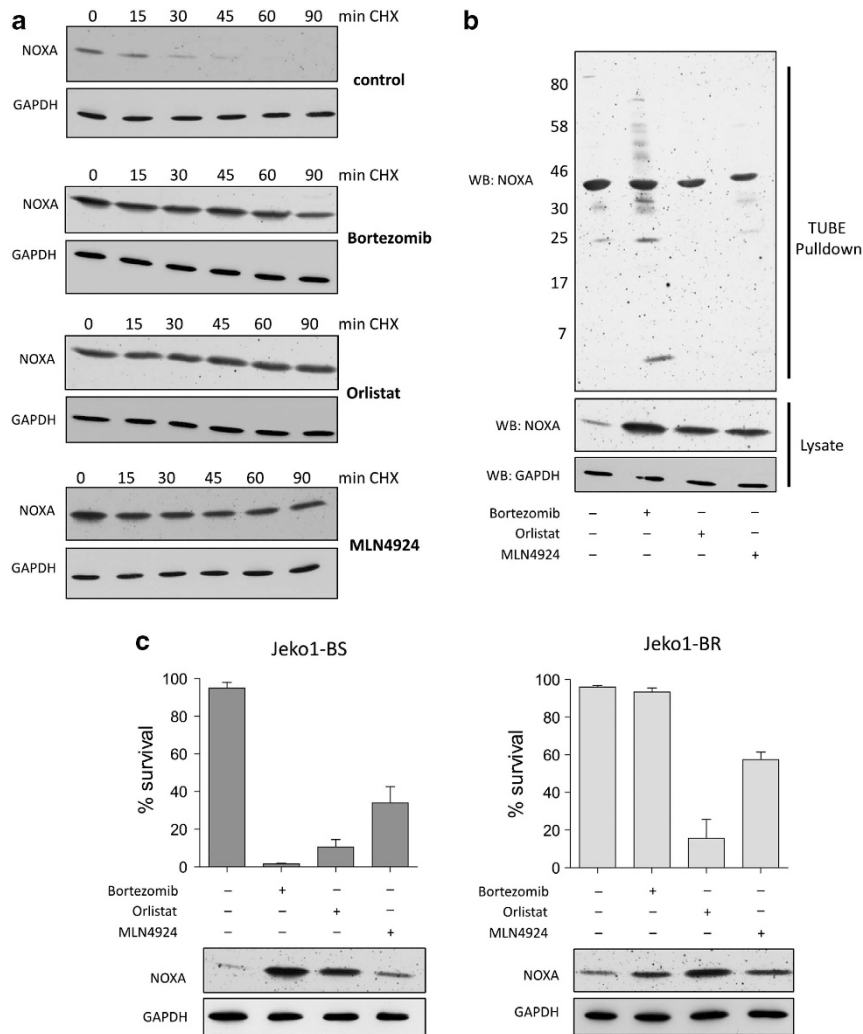 a
0 15 30 45 60 90 min CHX
NOXA
control
GAPDH
0 15 30 45 60 90 min CHX
NOXA
Bortezomib
GAPDH
0 15 30 45 60 90 min CHX
NOXA
Orlistat
GAPDH
0 15 30 45 60 90 min CHX
NOXA
MLN4924
GAPDH
b
80
58
WB: NOXA 46
30
25
17
7
TUBE
Pulldown
WB: NOXA
Lysate
WB: GAPDH
Bortezomib – + – –
Orlistat – – + –
MLN4924 – – – +
c
Jeko1-BS
% survival
100
80
60
40
20
0
Bortezomib – + – –
Orlistat – – + –
MLN4924 – – – +
NOXA
GAPDH
Jeko1-BR
% survival
100
80
60
40
20
0
Bortezomib – + – –
Orlistat – – + –
MLN4924 – – – +
NOXA
GAPDH